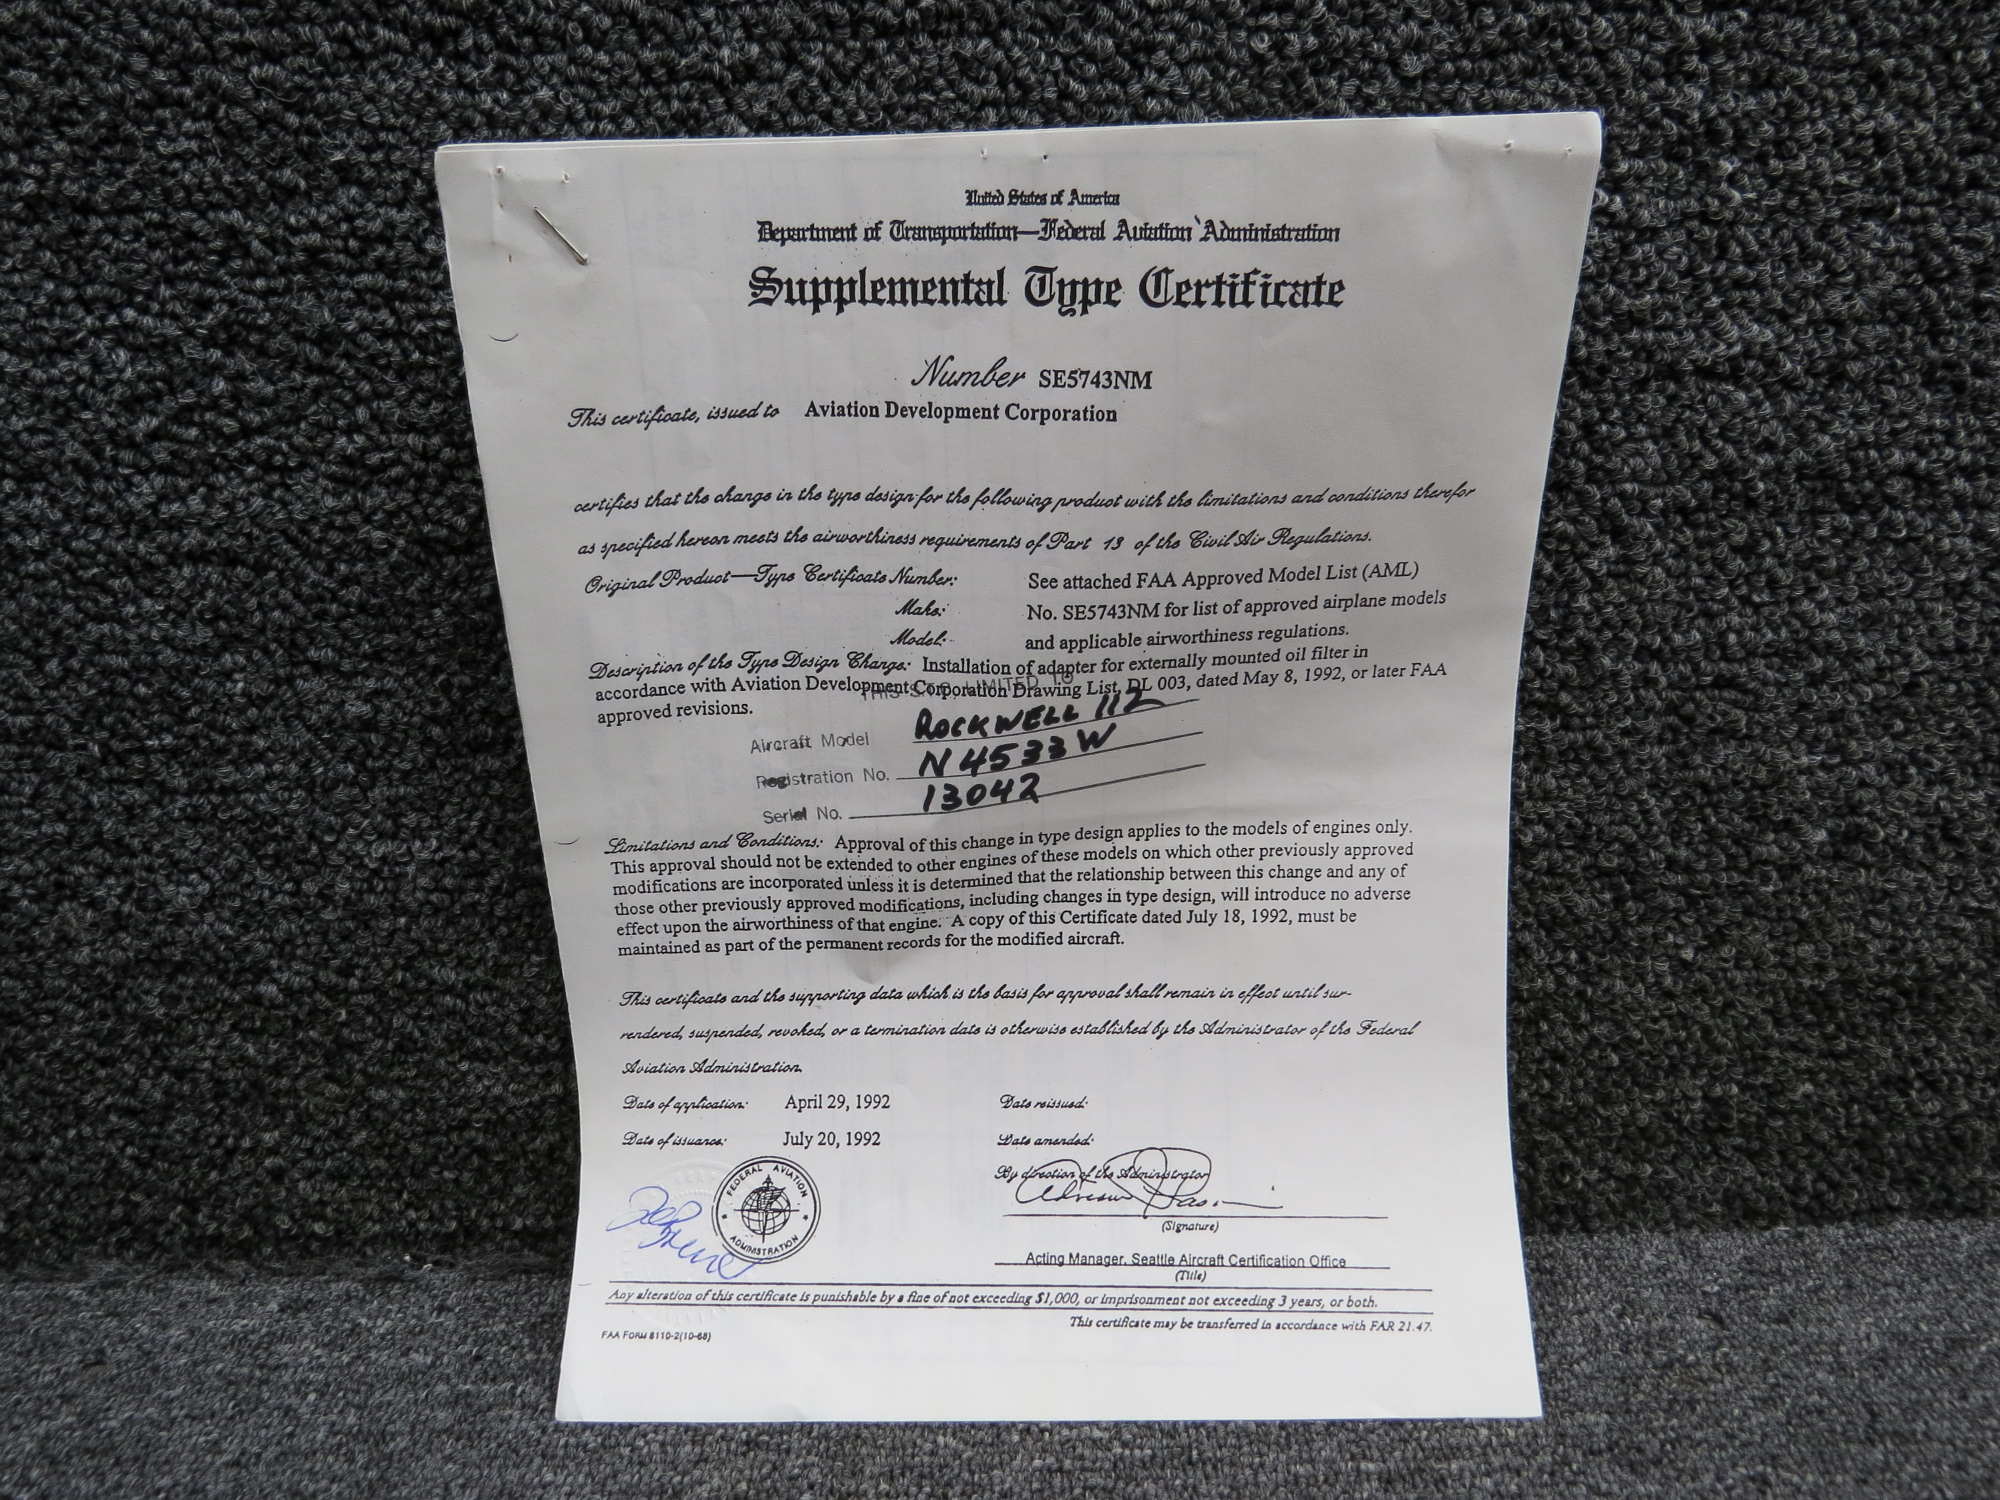 United States of America
Department of Transportation—Federal Aviation Administration
Supplemental Type Certificate
Number SE5743NM
This certificate, issued to Aviation Development Corporation
certifies that the change in the type design for the following product with the limitations and conditions therefor
as specified hereon meets the airworthiness requirements of Part 13 of the Civil Air Regulations.
Original Product—Type Certificate Number: See attached FAA Approved Model List (AML)
Make: No. SE5743NM for list of approved airplane models
Model: and applicable airworthiness regulations.
Description of the Type Design Change: Installation of adapter for externally mounted oil filter in
accordance with Aviation Development Corporation Drawing List, DL 003, dated May 8, 1992, or later FAA
approved revisions.
THIS S.T.C. LIMITED TO
Aircraft Model ROCKWELL 112
Registration No. N4533W
Serial No. 13042
Limitations and Conditions: Approval of this change in type design applies to the models of engines only.
This approval should not be extended to other engines of these models on which other previously approved
modifications are incorporated unless it is determined that the relationship between this change and any of
those other previously approved modifications, including changes in type design, will introduce no adverse
effect upon the airworthiness of that engine. A copy of this Certificate dated July 18, 1992, must be
maintained as part of the permanent records for the modified aircraft.
This certificate and the supporting data which is the basis for approval shall remain in effect until sur-
rendered, suspended, revoked, or a termination date is otherwise established by the Administrator of the Federal
Aviation Administration.
Date of application: April 29, 1992 Date reissued:
Date of issuance: July 20, 1992 Date amended:
By direction of the Administrator
FEDERAL AVIATION
ADMINISTRATION
(Signature)
Acting Manager, Seattle Aircraft Certification Office
(Title)
Any alteration of this certificate is punishable by a fine of not exceeding $1,000, or imprisonment not exceeding 3 years, or both.
This certificate may be transferred in accordance with FAR 21.47.
FAA FORM 8110-2(10-68)